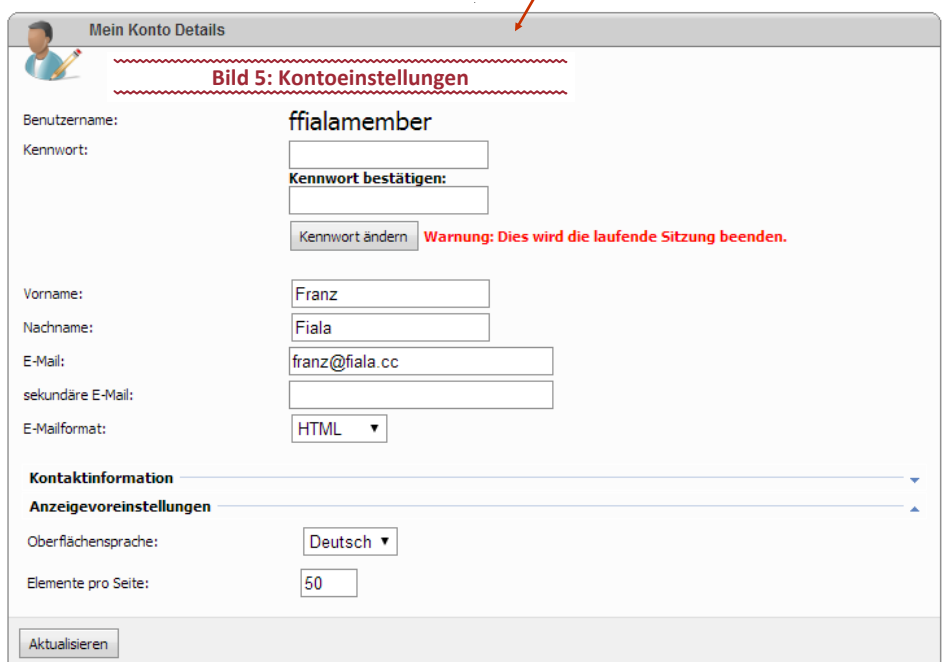 Mein Konto Details
Bild 5: Kontoeinstellungen
Benutzername: ffialamember
Kennwort:
Kennwort bestätigen:
Kennwort ändern Warnung: Dies wird die laufende Sitzung beenden.
Vorname: Franz
Nachname: Fiala
E-Mail: franz@fiala.cc
sekundäre E-Mail:
E-Mailformat: HTML
Kontaktinformation
Anzeigevoreinstellungen
Oberflächensprache: Deutsch
Elemente pro Seite: 50
Aktualisieren